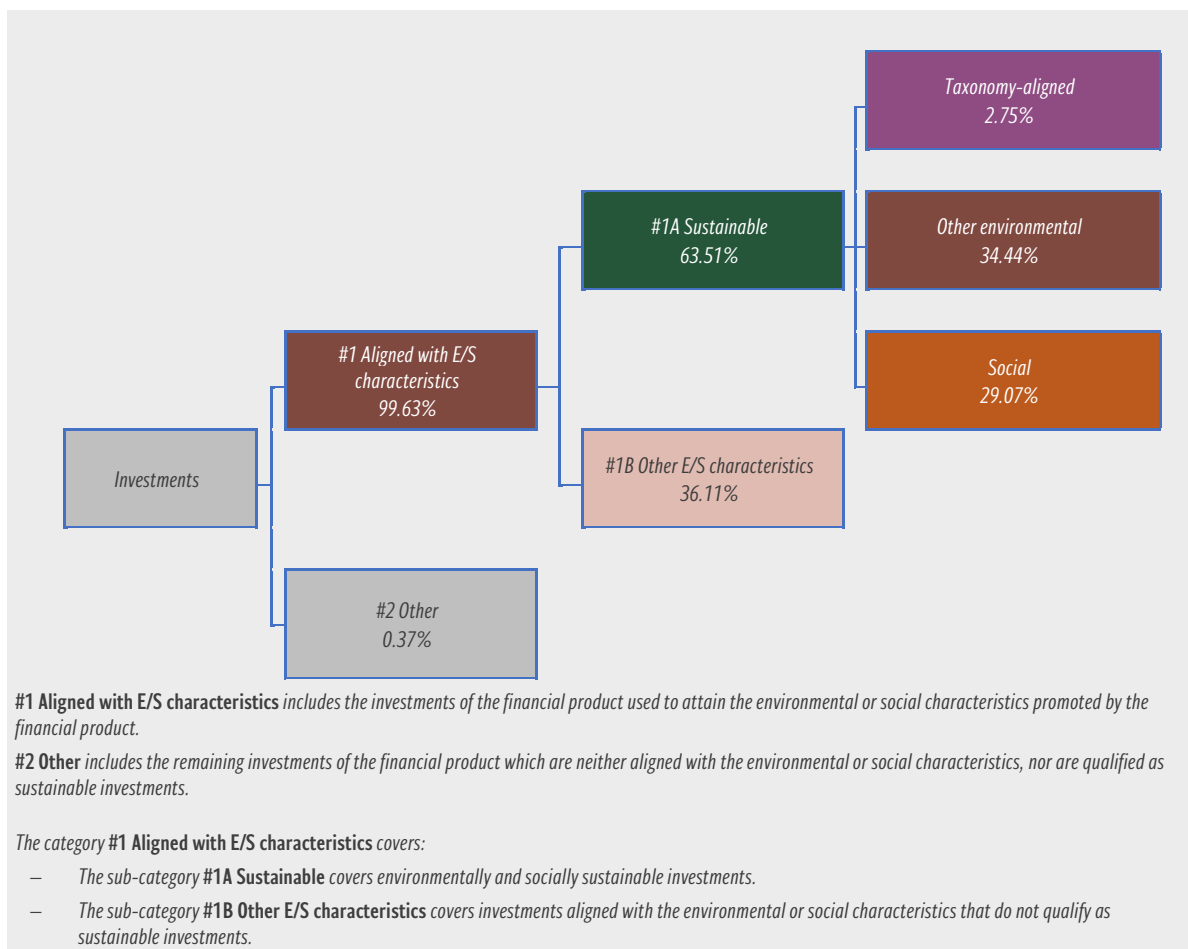 Taxonomy-aligned
2.75%
#1A Sustainable
63.51%
Other environmental
34.44%
#1 Aligned with E/S
characteristics
99.63%
Social
29.07%
Investments
#1B Other E/S characteristics
36.11%
#2 Other
0.37%
#1 Aligned with E/S characteristics includes the investments of the financial product used to attain the environmental or social characteristics promoted by the
financial product.
#2 Other includes the remaining investments of the financial product which are neither aligned with the environmental or social characteristics, nor are qualified as
sustainable investments.
The category #1 Aligned with E/S characteristics covers:
– The sub-category #1A Sustainable covers environmentally and socially sustainable investments.
– The sub-category #1B Other E/S characteristics covers investments aligned with the environmental or social characteristics that do not qualify as
sustainable investments.